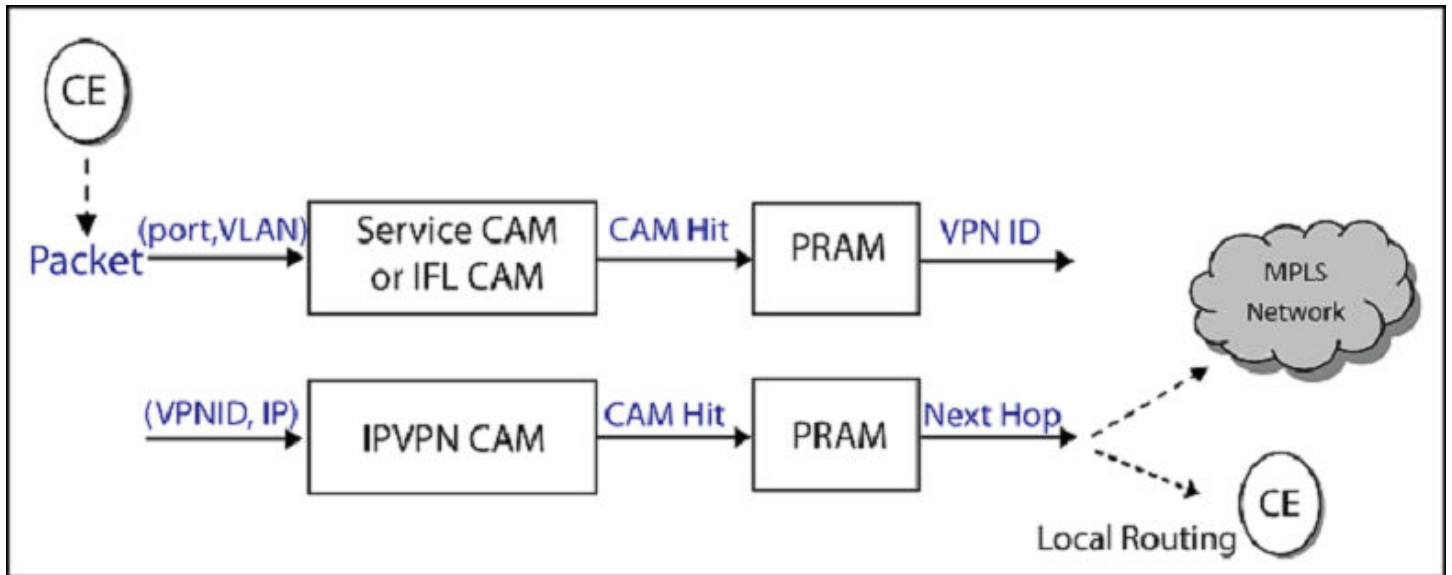 CE
Packet
(port,VLAN)
Service CAM
or IFL CAM
CAM Hit
PRAM
VPN ID
MPLS
Network
(VPNID, IP)
IPVPN CAM
CAM Hit
PRAM
Next Hop
CE
Local Routing